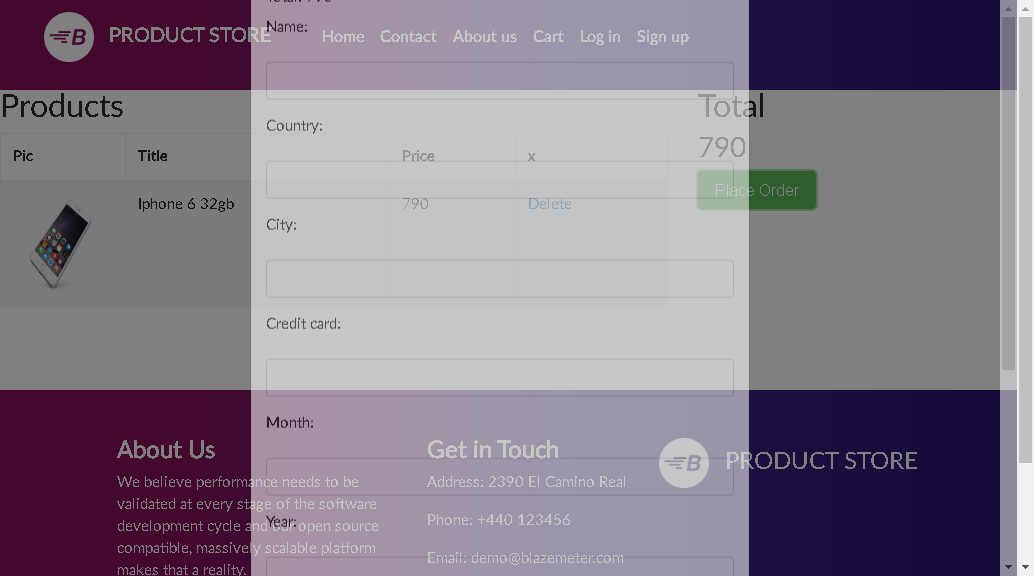 Total: 790
PRODUCT STORE
Home
Contact
About us
Cart
Log in
Sign up
Name:
Products
Total
Country:
790
Pic
Title
Price
x
Place Order
Iphone 6 32gb
790
Delete
City:
Credit card:
Month:
About Us
We believe performance needs to be
validated at every stage of the software
development cycle and our open source
compatible, massively scalable platform
makes that a reality.
Get in Touch
Address: 2390 El Camino Real
Phone: +440 123456
Email: demo@blazemeter.com
B PRODUCT STORE
Year: